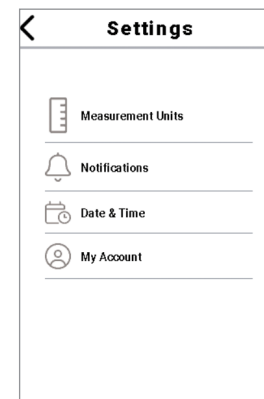 Settings
Measurement Units
Notifications
Date & Time
My Account